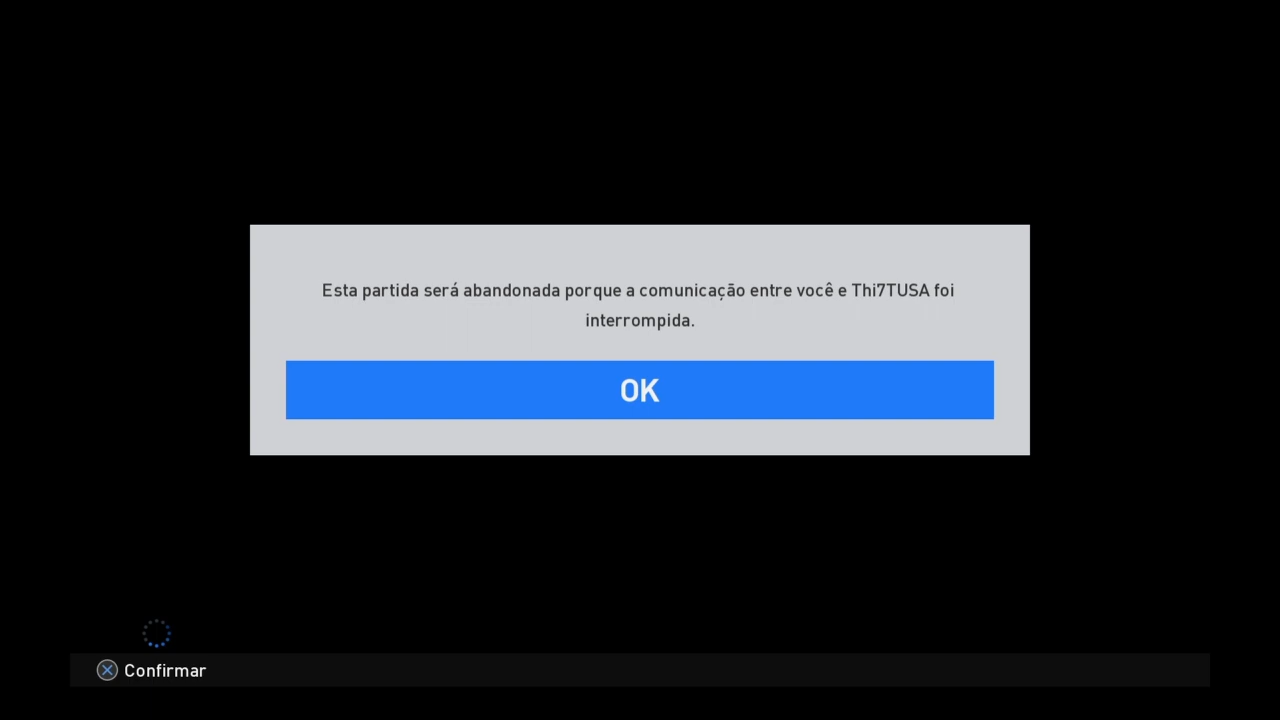 Esta partida será abandonada porque a comunicação entre você e Thi7TUSA foi
interrompida.
OK
Confirmar